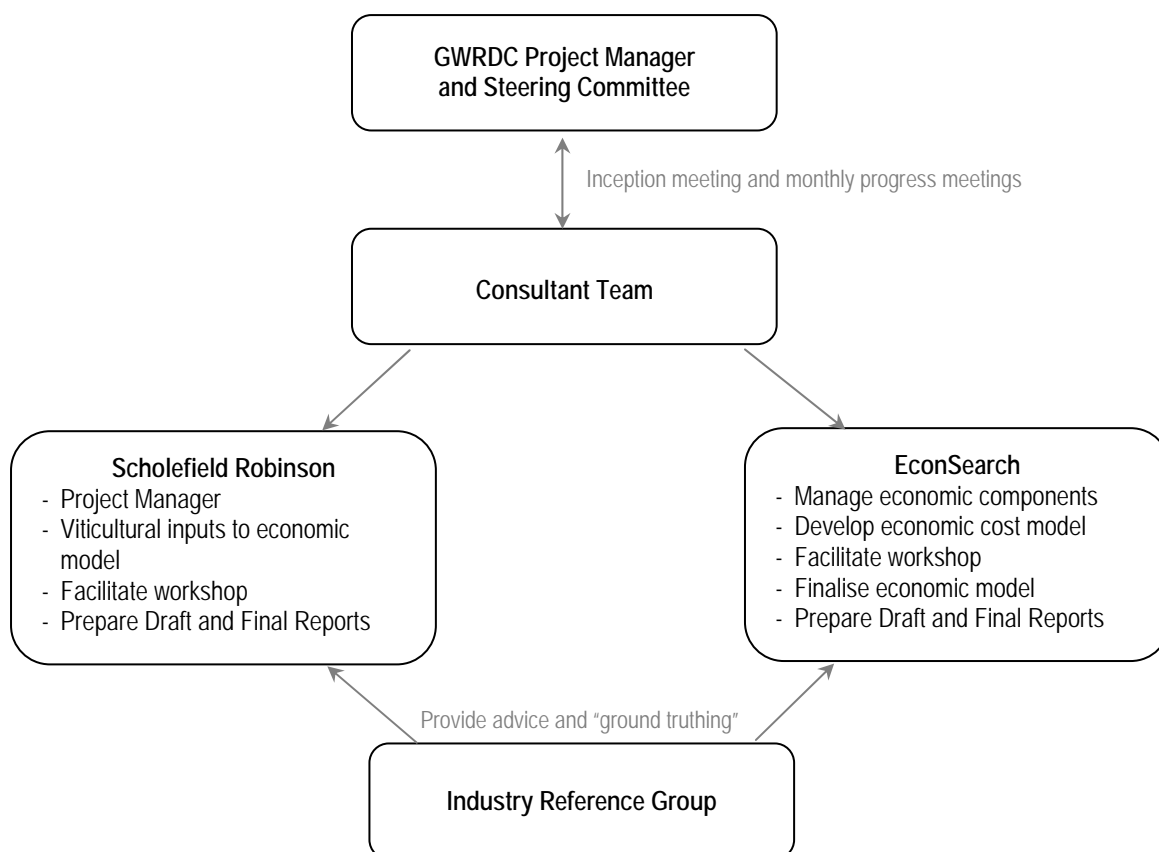 GWRDC Project Manager
and Steering Committee
Inception meeting and monthly progress meetings
Consultant Team
Scholefield Robinson
- Project Manager
- Viticultural inputs to economic
model
- Facilitate workshop
- Prepare Draft and Final Reports
EconSearch
- Manage economic components
- Develop economic cost model
- Facilitate workshop
- Finalise economic model
- Prepare Draft and Final Reports
Provide advice and “ground truthing”
Industry Reference Group